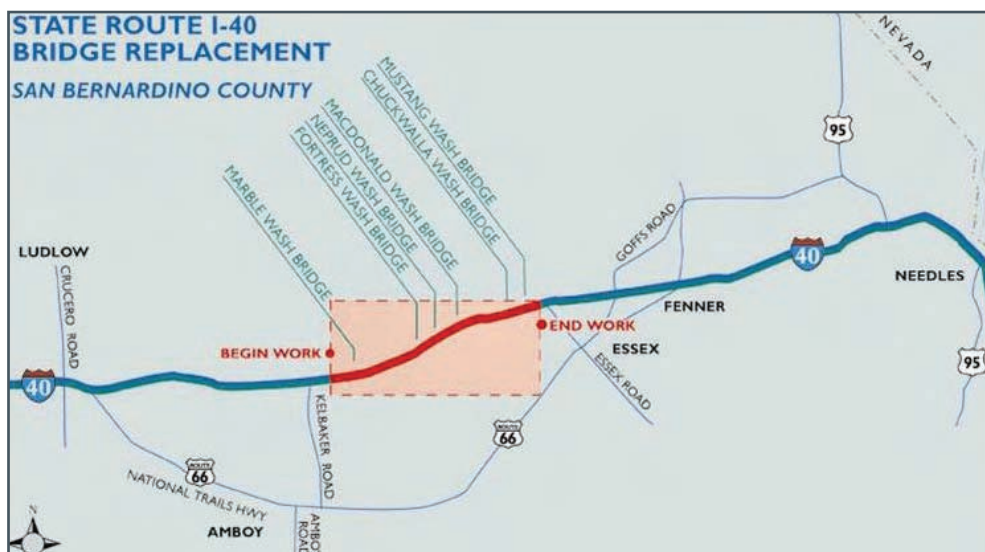 STATE ROUTE I-40
BRIDGE REPLACEMENT
SAN BERNARDINO COUNTY
NEVADA
MUSTANG WASH BRIDGE
CHUCKWALLA WASH BRIDGE
MACDONALD WASH BRIDGE
NEPRUD WASH BRIDGE
FORTRESS WASH BRIDGE
MARBLE WASH BRIDGE
95
GOFFS ROAD
LUDLOW
CRUCERO ROAD
40
NEEDLES
FENNER
END WORK
BEGIN WORK
ESSEX
ESSEX ROAD
95
40
KELBAKER ROAD
66
ROUTE
66
NATIONAL TRAILS HWY
AMBOY
AMBOY ROAD
N